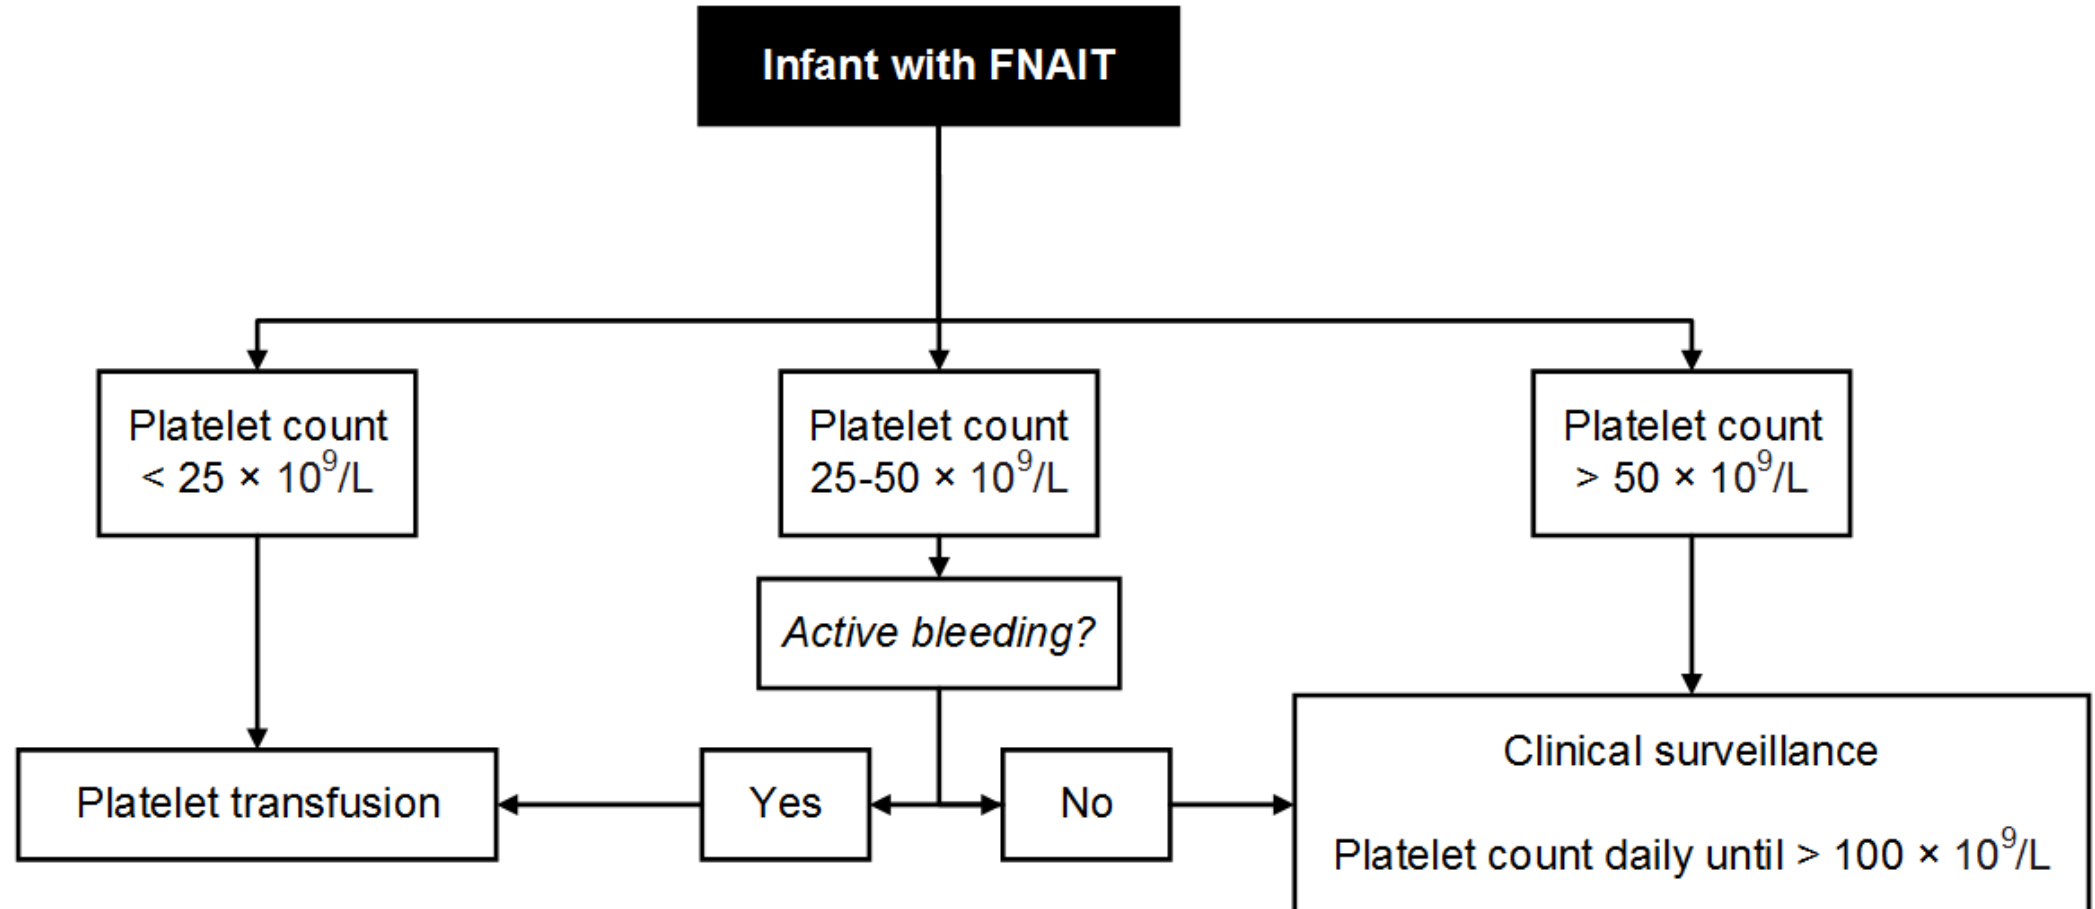 Infant with FNAIT
Platelet count
< 25 × 10⁹/L
Platelet count
25-50 × 10⁹/L
Platelet count
> 50 × 10⁹/L
Active bleeding?
Platelet transfusion
Yes
No
Clinical surveillance
Platelet count daily until > 100 × 10⁹/L